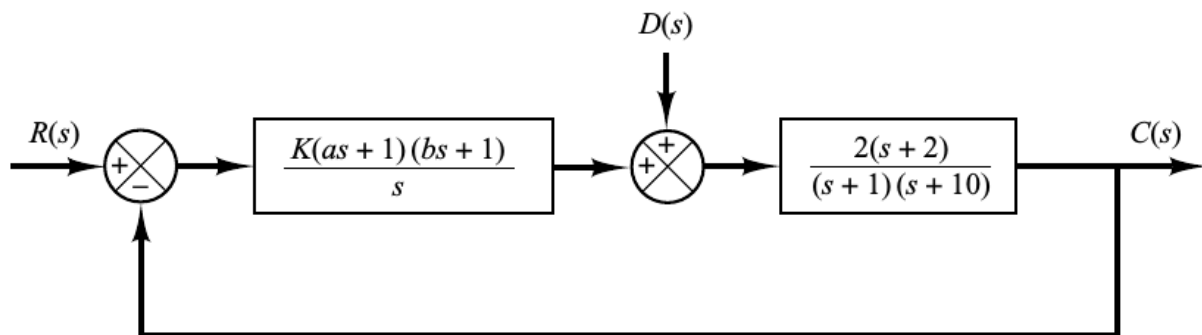 D(s)
R(s)
K(as + 1) (bs + 1)
s
2(s + 2)
(s + 1) (s + 10)
C(s)
+
−
+
+